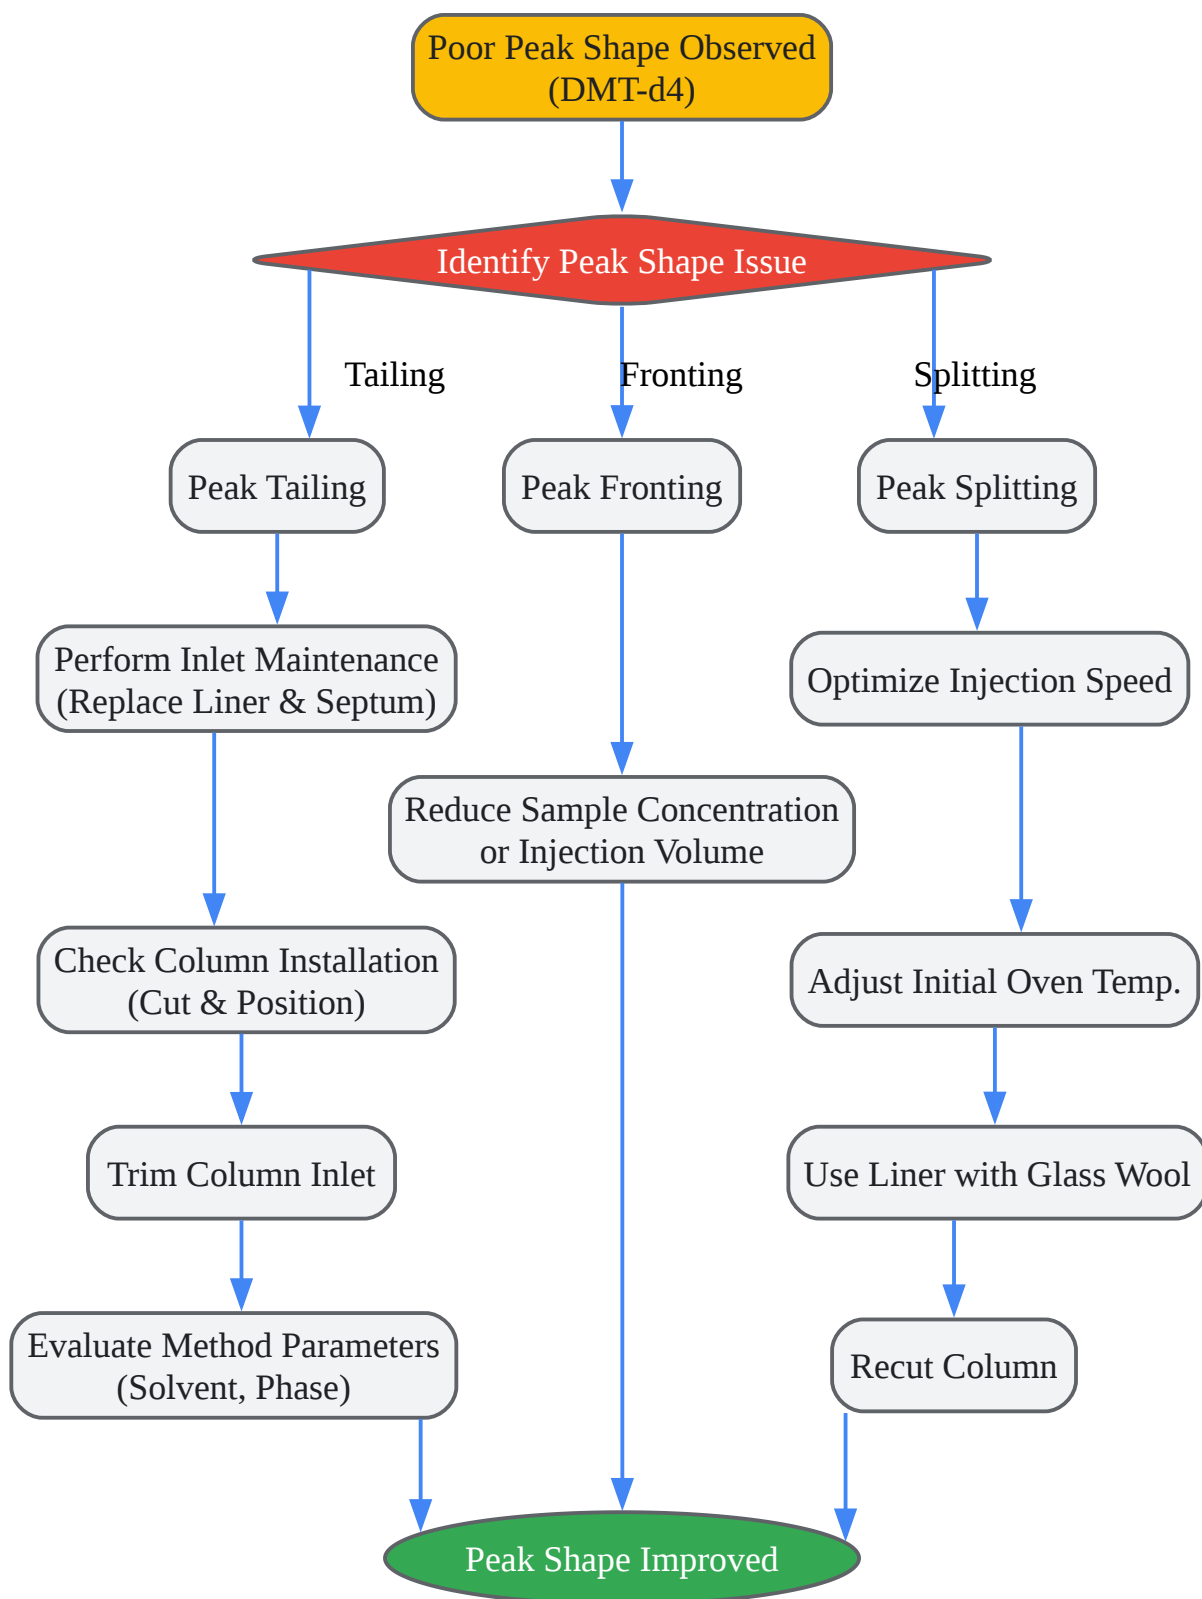 Poor Peak Shape Observed
(DMT-d4)
Identify Peak Shape Issue
Tailing
Fronting
Splitting
Peak Tailing
Peak Fronting
Peak Splitting
Perform Inlet Maintenance
(Replace Liner & Septum)
Optimize Injection Speed
Reduce Sample Concentration
or Injection Volume
Check Column Installation
(Cut & Position)
Adjust Initial Oven Temp.
Trim Column Inlet
Use Liner with Glass Wool
Evaluate Method Parameters
(Solvent, Phase)
Recut Column
Peak Shape Improved